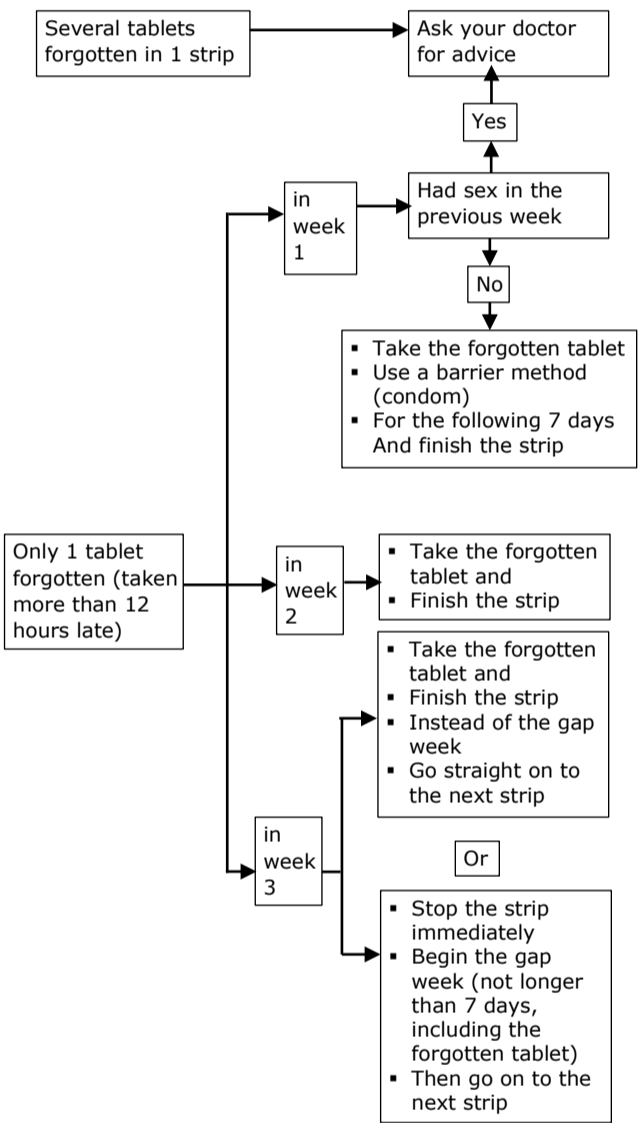 Several tablets
forgotten in 1 strip
Ask your doctor
for advice
Yes
in
week
1
Had sex in the
previous week
No
▪ Take the forgotten tablet
▪ Use a barrier method
(condom)
▪ For the following 7 days
And finish the strip
Only 1 tablet
forgotten (taken
more than 12
hours late)
in
week
2
▪ Take the forgotten
tablet and
▪ Finish the strip
▪ Take the forgotten
tablet and
▪ Finish the strip
▪ Instead of the gap
week
▪ Go straight on to
the next strip
in
week
3
Or
▪ Stop the strip
immediately
▪ Begin the gap
week (not longer
than 7 days,
including the
forgotten tablet)
▪ Then go on to the
next strip